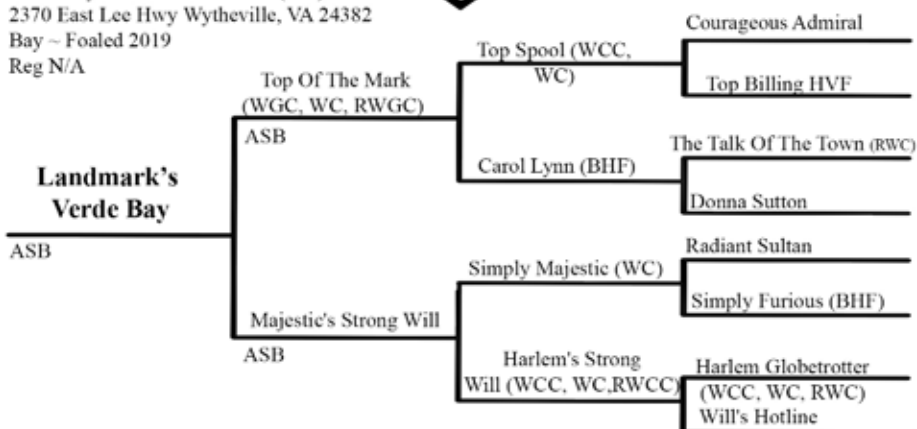 2370 East Lee Hwy Wytheville, VA 24382
Bay ~ Foaled 2019
Reg N/A
Landmark's
Verde Bay
ASB
Top Of The Mark
(WGC, WC, RWGC)
ASB
Majestic's Strong Will
ASB
Top Spool (WCC,
WC)
Carol Lynn (BHF)
Simply Majestic (WC)
Harlem's Strong
Will (WCC, WC,RWCC)
Courageous Admiral
Top Billing HVF
The Talk Of The Town (RWC)
Donna Sutton
Radiant Sultan
Simply Furious (BHF)
Harlem Globetrotter
(WCC, WC, RWC)
Will's Hotline